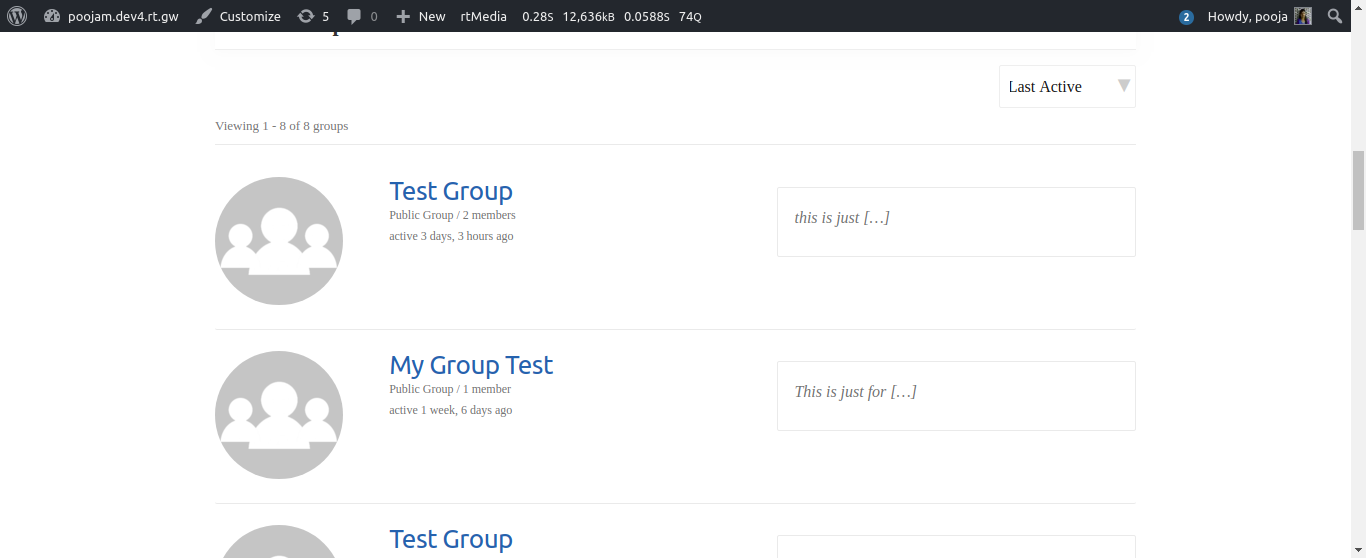 poojam.dev4.rt.gw Customize 5 0 New rtMedia 0.28S 12,636KB 0.0588S 74Q 2 Howdy, pooja
Last Active
Viewing 1 - 8 of 8 groups
Test Group
Public Group / 2 members
active 3 days, 3 hours ago
this is just […]
My Group Test
Public Group / 1 member
active 1 week, 6 days ago
This is just for […]
Test Group